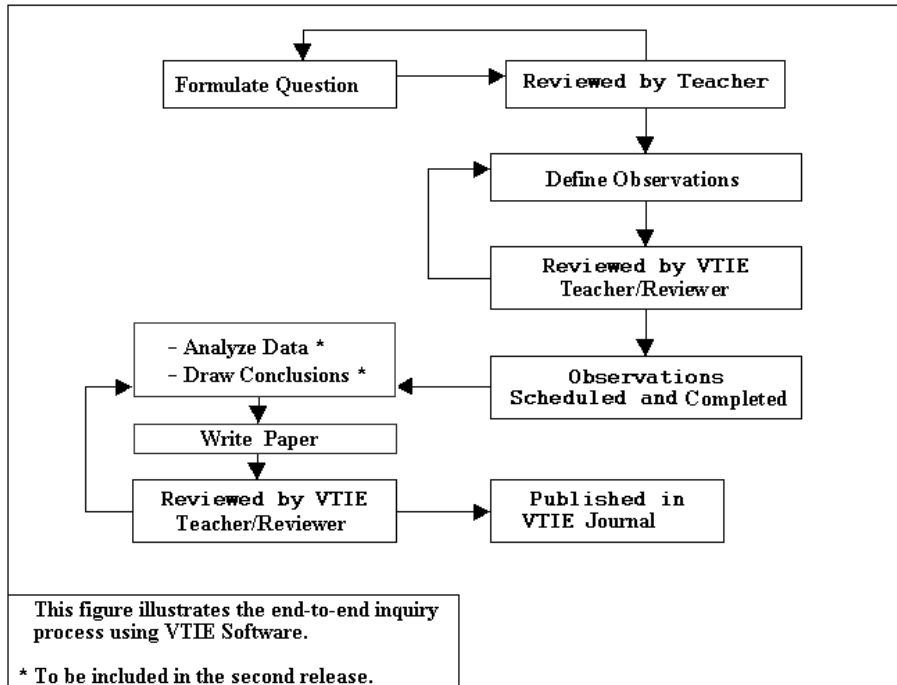 Formulate Question
Reviewed by Teacher
Define Observations
Reviewed by VTIE
Teacher/Reviewer
Observations
Scheduled and Completed
- Analyze Data *
- Draw Conclusions *
Write Paper
Reviewed by VTIE
Teacher/Reviewer
Published in
VTIE Journal
This figure illustrates the end-to-end inquiry
process using VTIE Software.
* To be included in the second release.